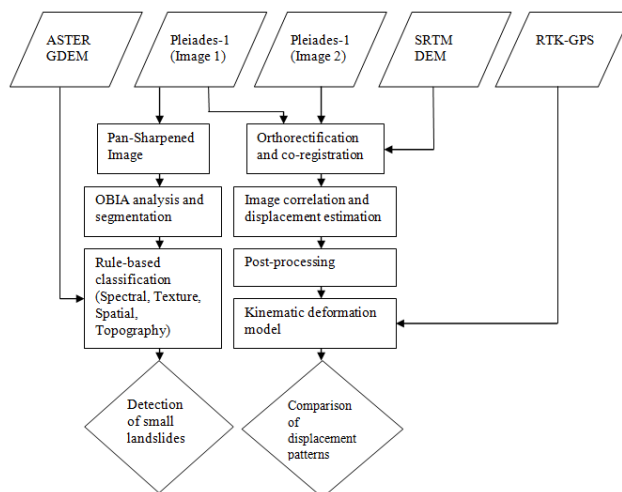 ASTER
GDEM
Pleiades-1
(Image 1)
Pleiades-1
(Image 2)
SRTM
DEM
RTK-GPS
Pan-Sharpened
Image
Orthorectification
and co-registration
OBIA analysis and
segmentation
Image correlation and
displacement estimation
Rule-based
classification
(Spectral, Texture,
Spatial,
Topography)
Post-processing
Kinematic deformation
model
Detection
of small
landslides
Comparison
of
displacement
patterns